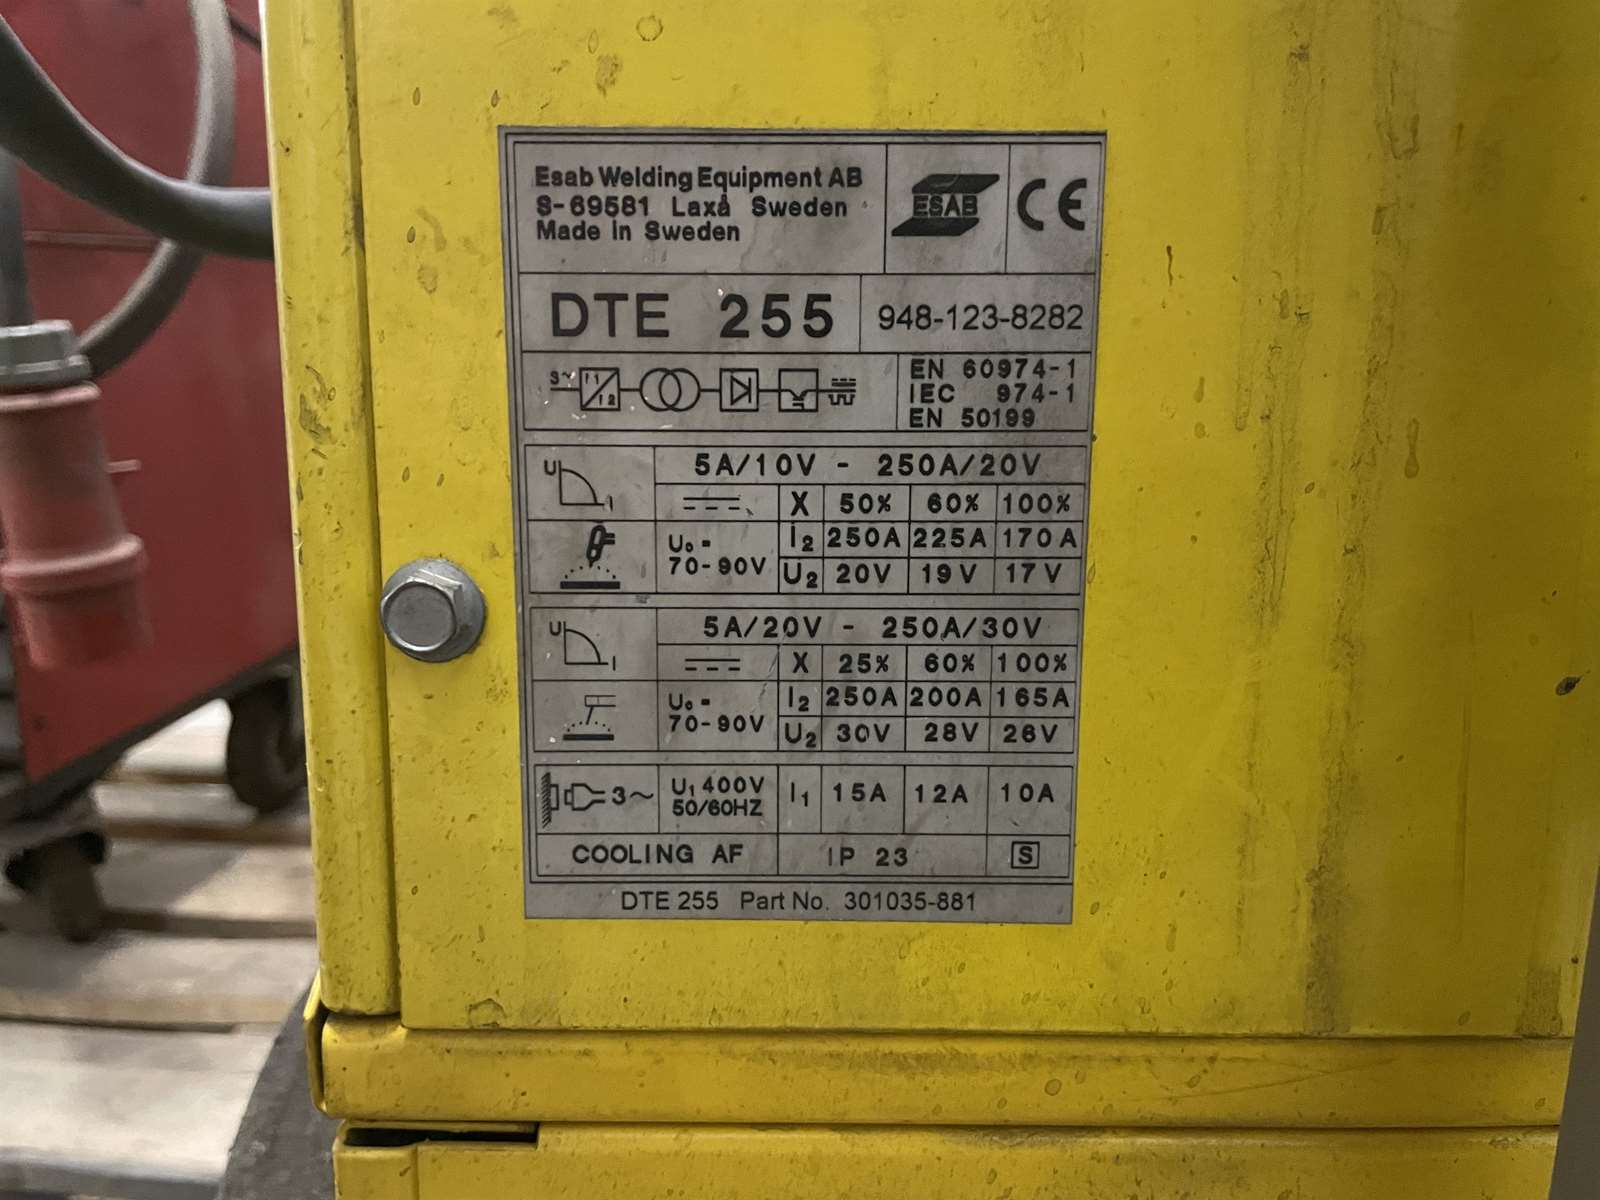 Esab Welding Equipment AB
S-69581 Laxå Sweden
Made in Sweden
ESAB
CE
DTE 255
948-123-8282
S~
EN 60974-1
IEC 974-1
EN 50199
U I
5A/10V - 250A/20V
X 50% 60% 100%
U₀ =
70-90V
I₂ 250A 225A 170A
U₂ 20V 19V 17V
U I
5A/20V - 250A/30V
X 25% 60% 100%
U₀ =
70-90V
I₂ 250A 200A 165A
U₂ 30V 28V 26V
3~
U₁ 400V
50/60HZ
I₁ 15A 12A 10A
COOLING AF IP 23 S
DTE 255 Part No. 301035-881